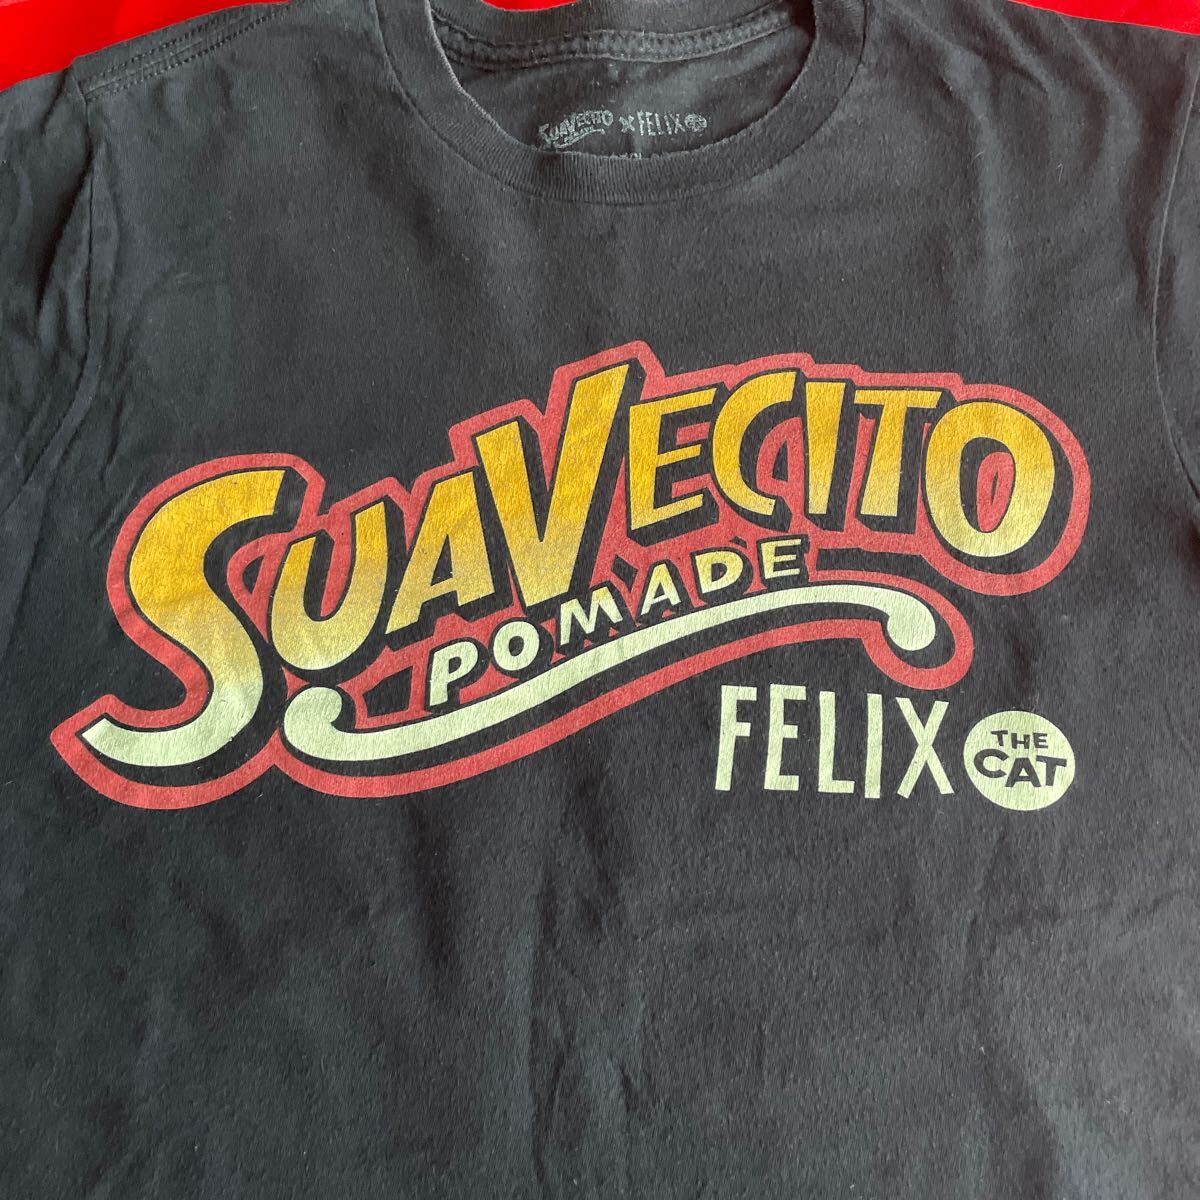 SUAVECITO X FELIX
SUAVECITO
POMADE
FELIX THE CAT